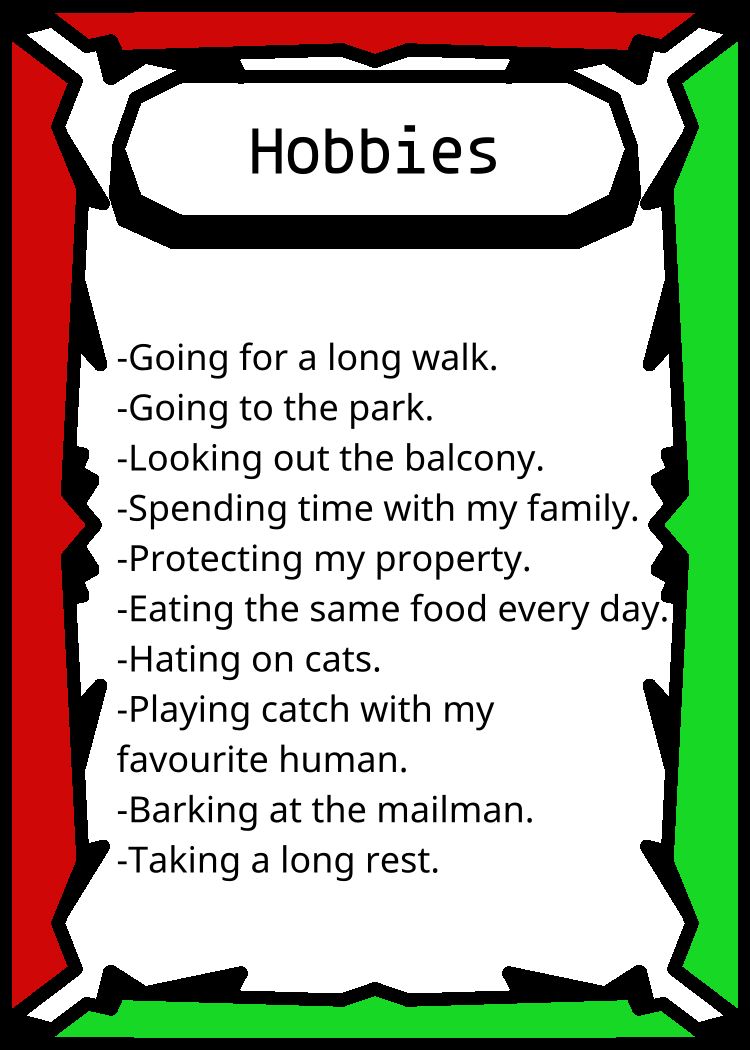 Hobbies
-Going for a long walk.
-Going to the park.
-Looking out the balcony.
-Spending time with my family.
-Protecting my property.
-Eating the same food every day.
-Hating on cats.
-Playing catch with my
favourite human.
-Barking at the mailman.
-Taking a long rest.